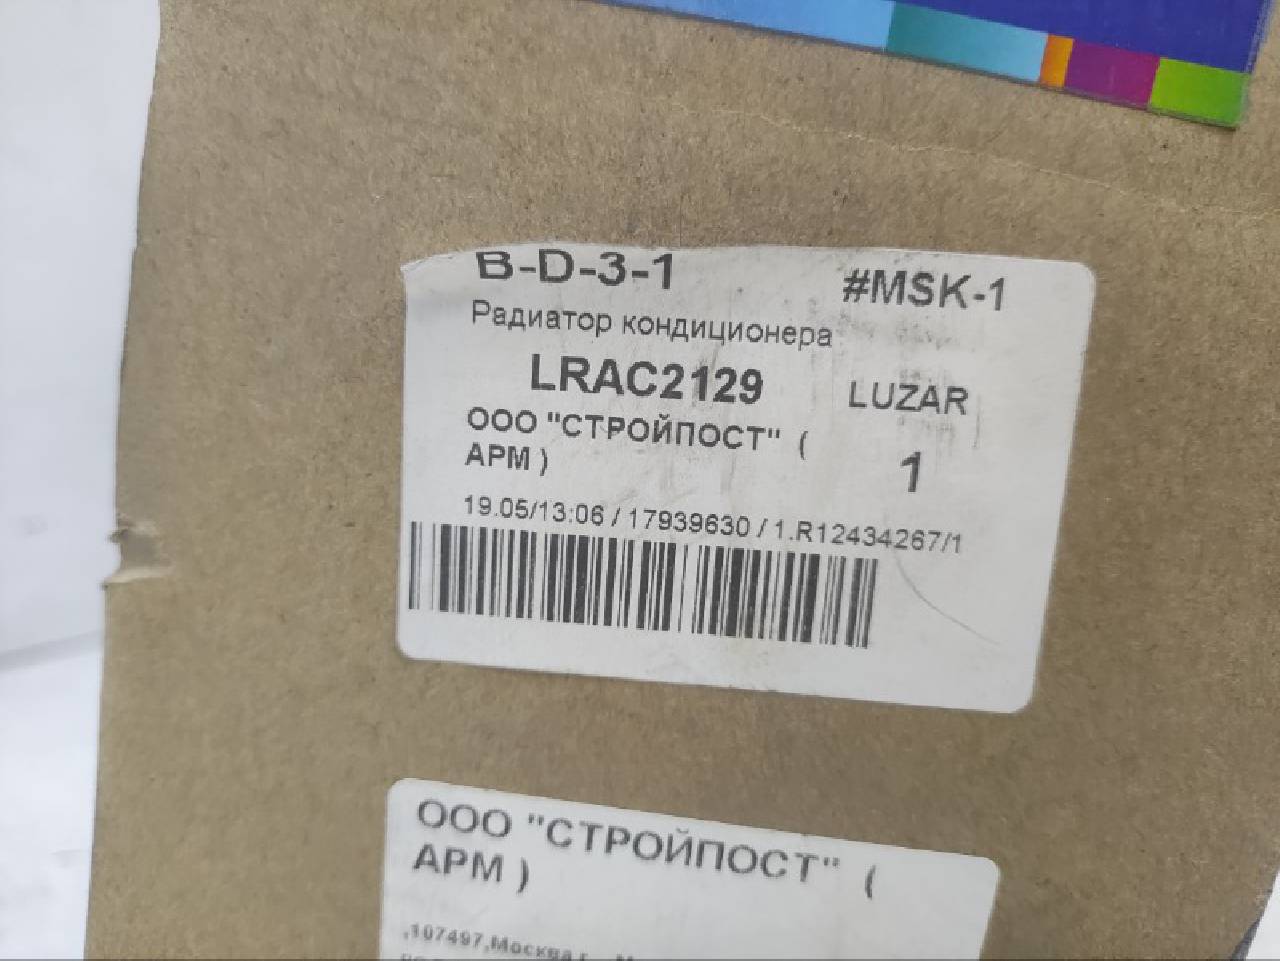 B-D-3-1 #MSK-1
Радиатор кондиционера
LRAC2129 LUZAR
ООО "СТРОЙПОСТ" (
АРМ ) 1
19.05/13:06 / 17939630 / 1.R12434267/1
ООО "СТРОЙПОСТ" (
АРМ )
,107497,Москва г.,